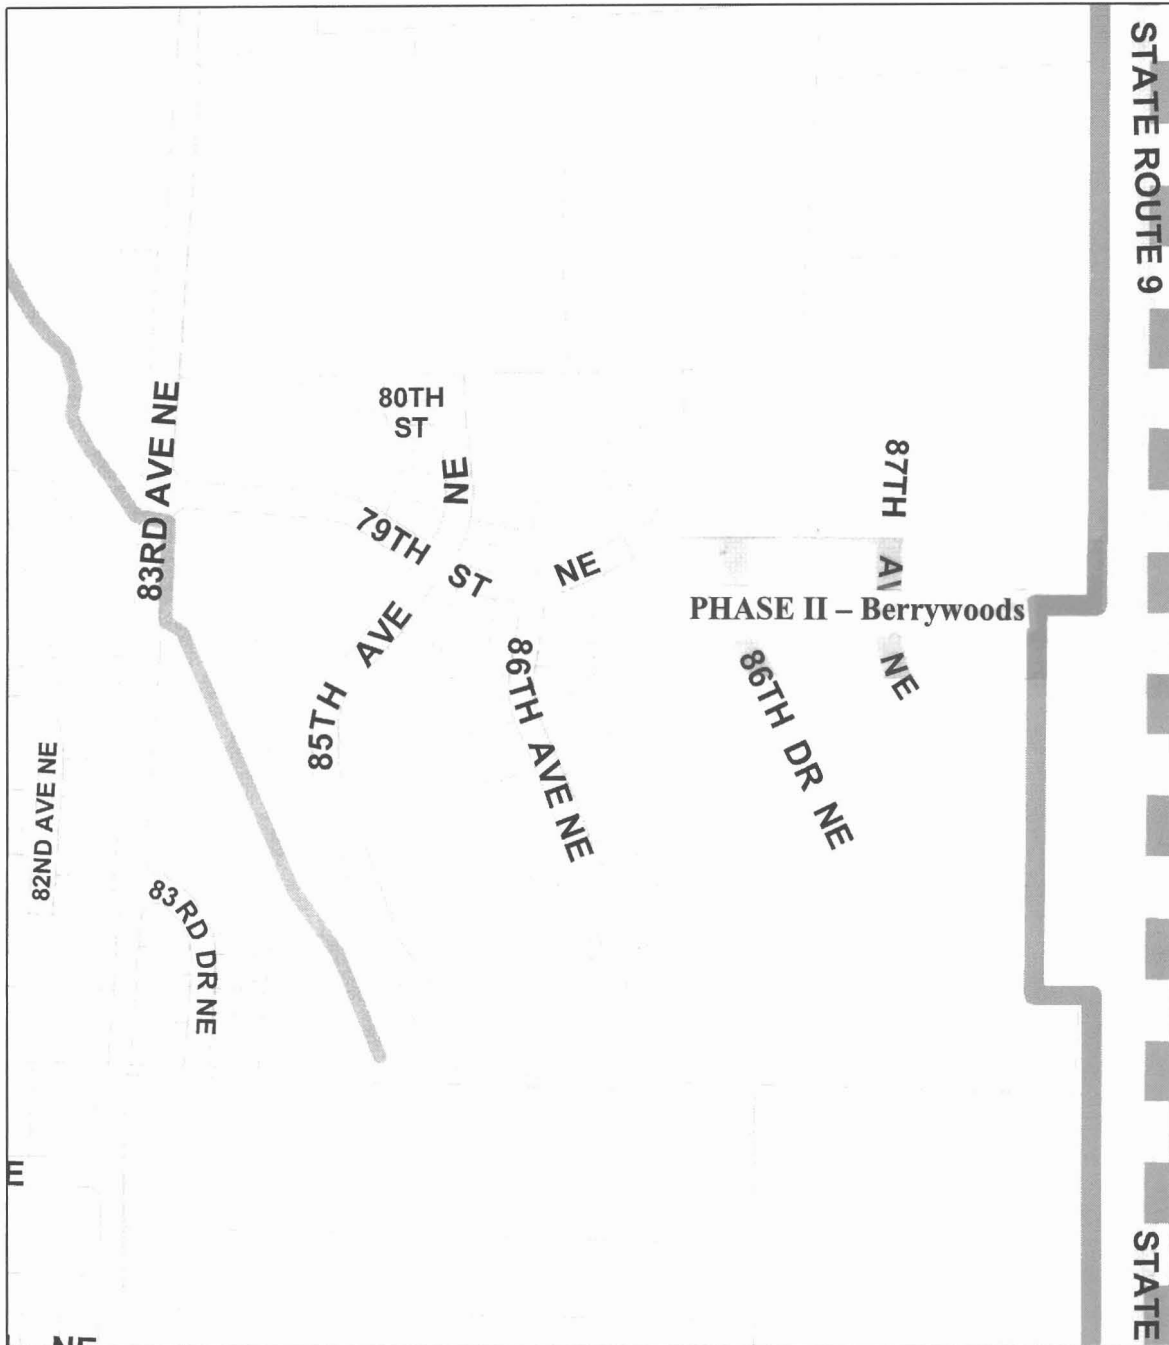 STATE ROUTE 9
83RD AVE NE
80TH
ST
NE
79TH ST NE
87TH AV NE
PHASE II – Berrywoods
85TH AVE
86TH AVE NE
86TH DR NE
82ND AVE NE
83RD DR NE
E
STATE
NE